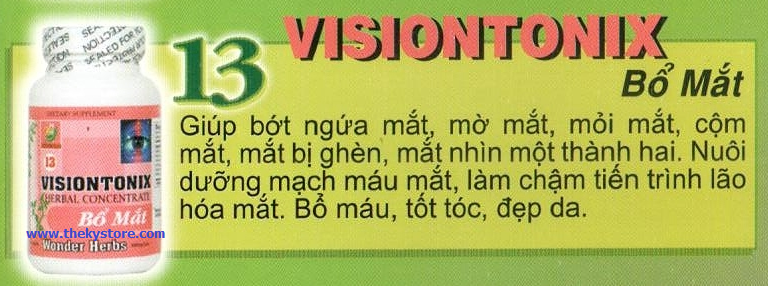 VISIONTONIX
13
Bổ Mắt
Giúp bớt ngứa mắt, mờ mắt, mỏi mắt, cộm
mắt, mắt bị ghèn, mắt nhìn một thành hai. Nuôi
dưỡng mạch máu mắt, làm chậm tiến trình lão
hóa mắt. Bổ máu, tốt tóc, đẹp da.
DIETARY SUPPLEMENT
13
VISIONTONIX
HERBAL CONCENTRATE
Bổ Mắt
www.thekystore.com
Wonder Herbs